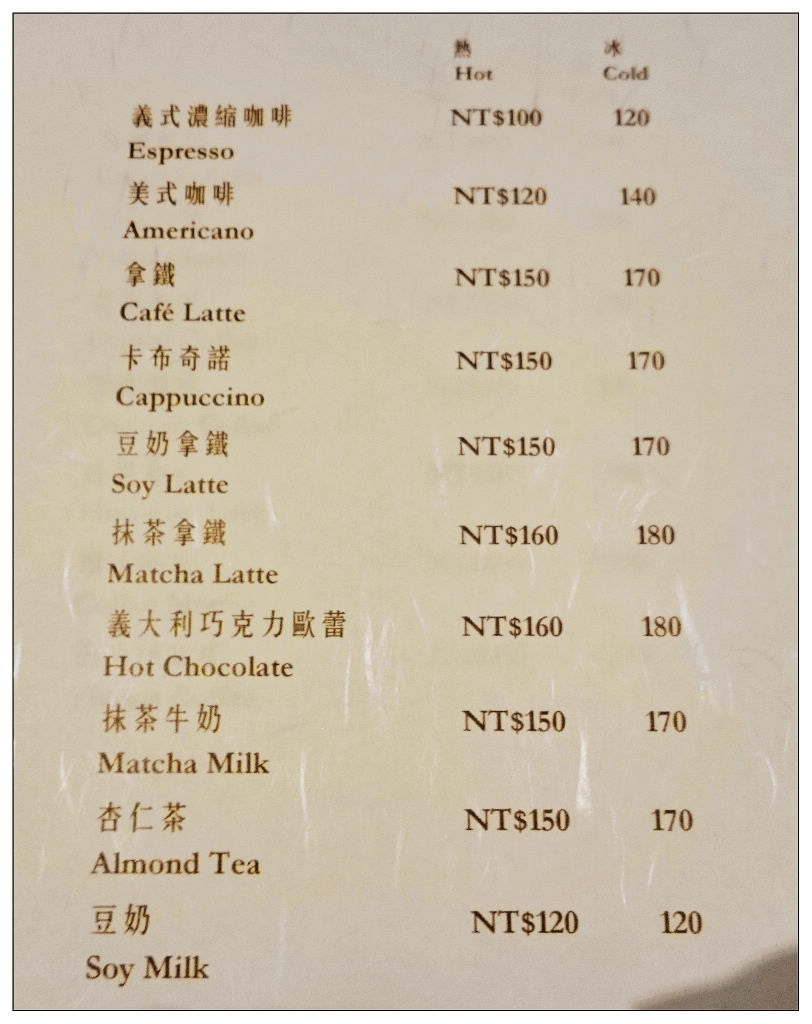 熱 冰
Hot Cold
義式濃縮咖啡 NT$100 120
Espresso
美式咖啡 NT$120 140
Americano
拿鐵 NT$150 170
Café Latte
卡布奇諾 NT$150 170
Cappuccino
豆奶拿鐵 NT$150 170
Soy Latte
抹茶拿鐵 NT$160 180
Matcha Latte
義大利巧克力歐蕾 NT$160 180
Hot Chocolate
抹茶牛奶 NT$150 170
Matcha Milk
杏仁茶 NT$150 170
Almond Tea
豆奶 NT$120 120
Soy Milk